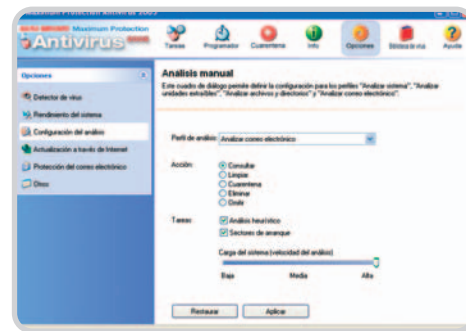 Maximum Protection
Antivirus
Tareas
Programador
Cuarentena
Info
Opciones
Biblioteca de virus
Ayuda
Opciones
Detector de virus
Rendimiento del sistema
Configuración del análisis
Actualización a través de Internet
Protección del correo electrónico
Otros
Análisis manual
Este cuadro de diálogo permite definir la configuración para los perfiles "Analizar sistema", "Analizar
unidades extraíbles", "Analizar archivos y directorios" y "Analizar correo electrónico".
Perfil de análisis: Analizar correo electrónico
Acción:
Consultar
Limpiar
Cuarentena
Eliminar
Omitir
Tareas:
Análisis heurístico
Sectores de arranque
Carga del sistema (velocidad del análisis)
Baja
Media
Alta
Restaurar
Aplicar